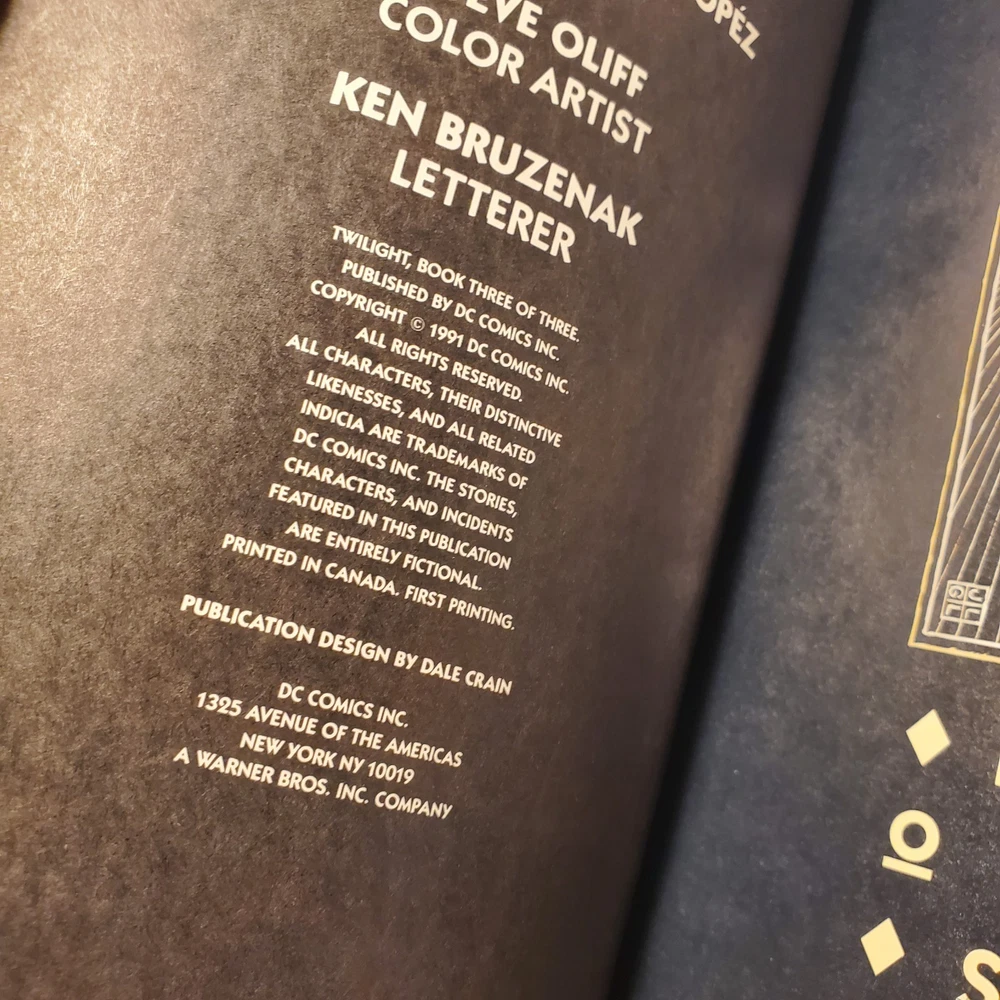 OPÉZ
EVE OLIFF
COLOR ARTIST
KEN BRUZENAK
LETTERER
TWILIGHT, BOOK THREE OF THREE.
PUBLISHED BY DC COMICS INC.
COPYRIGHT © 1991 DC COMICS INC.
ALL RIGHTS RESERVED.
ALL CHARACTERS, THEIR DISTINCTIVE
LIKENESSES, AND ALL RELATED
INDICIA ARE TRADEMARKS OF
DC COMICS INC. THE STORIES,
CHARACTERS, AND INCIDENTS
FEATURED IN THIS PUBLICATION
ARE ENTIRELY FICTIONAL.
PRINTED IN CANADA. FIRST PRINTING.
PUBLICATION DESIGN BY DALE CRAIN
DC COMICS INC.
1325 AVENUE OF THE AMERICAS
NEW YORK NY 10019
A WARNER BROS. INC. COMPANY